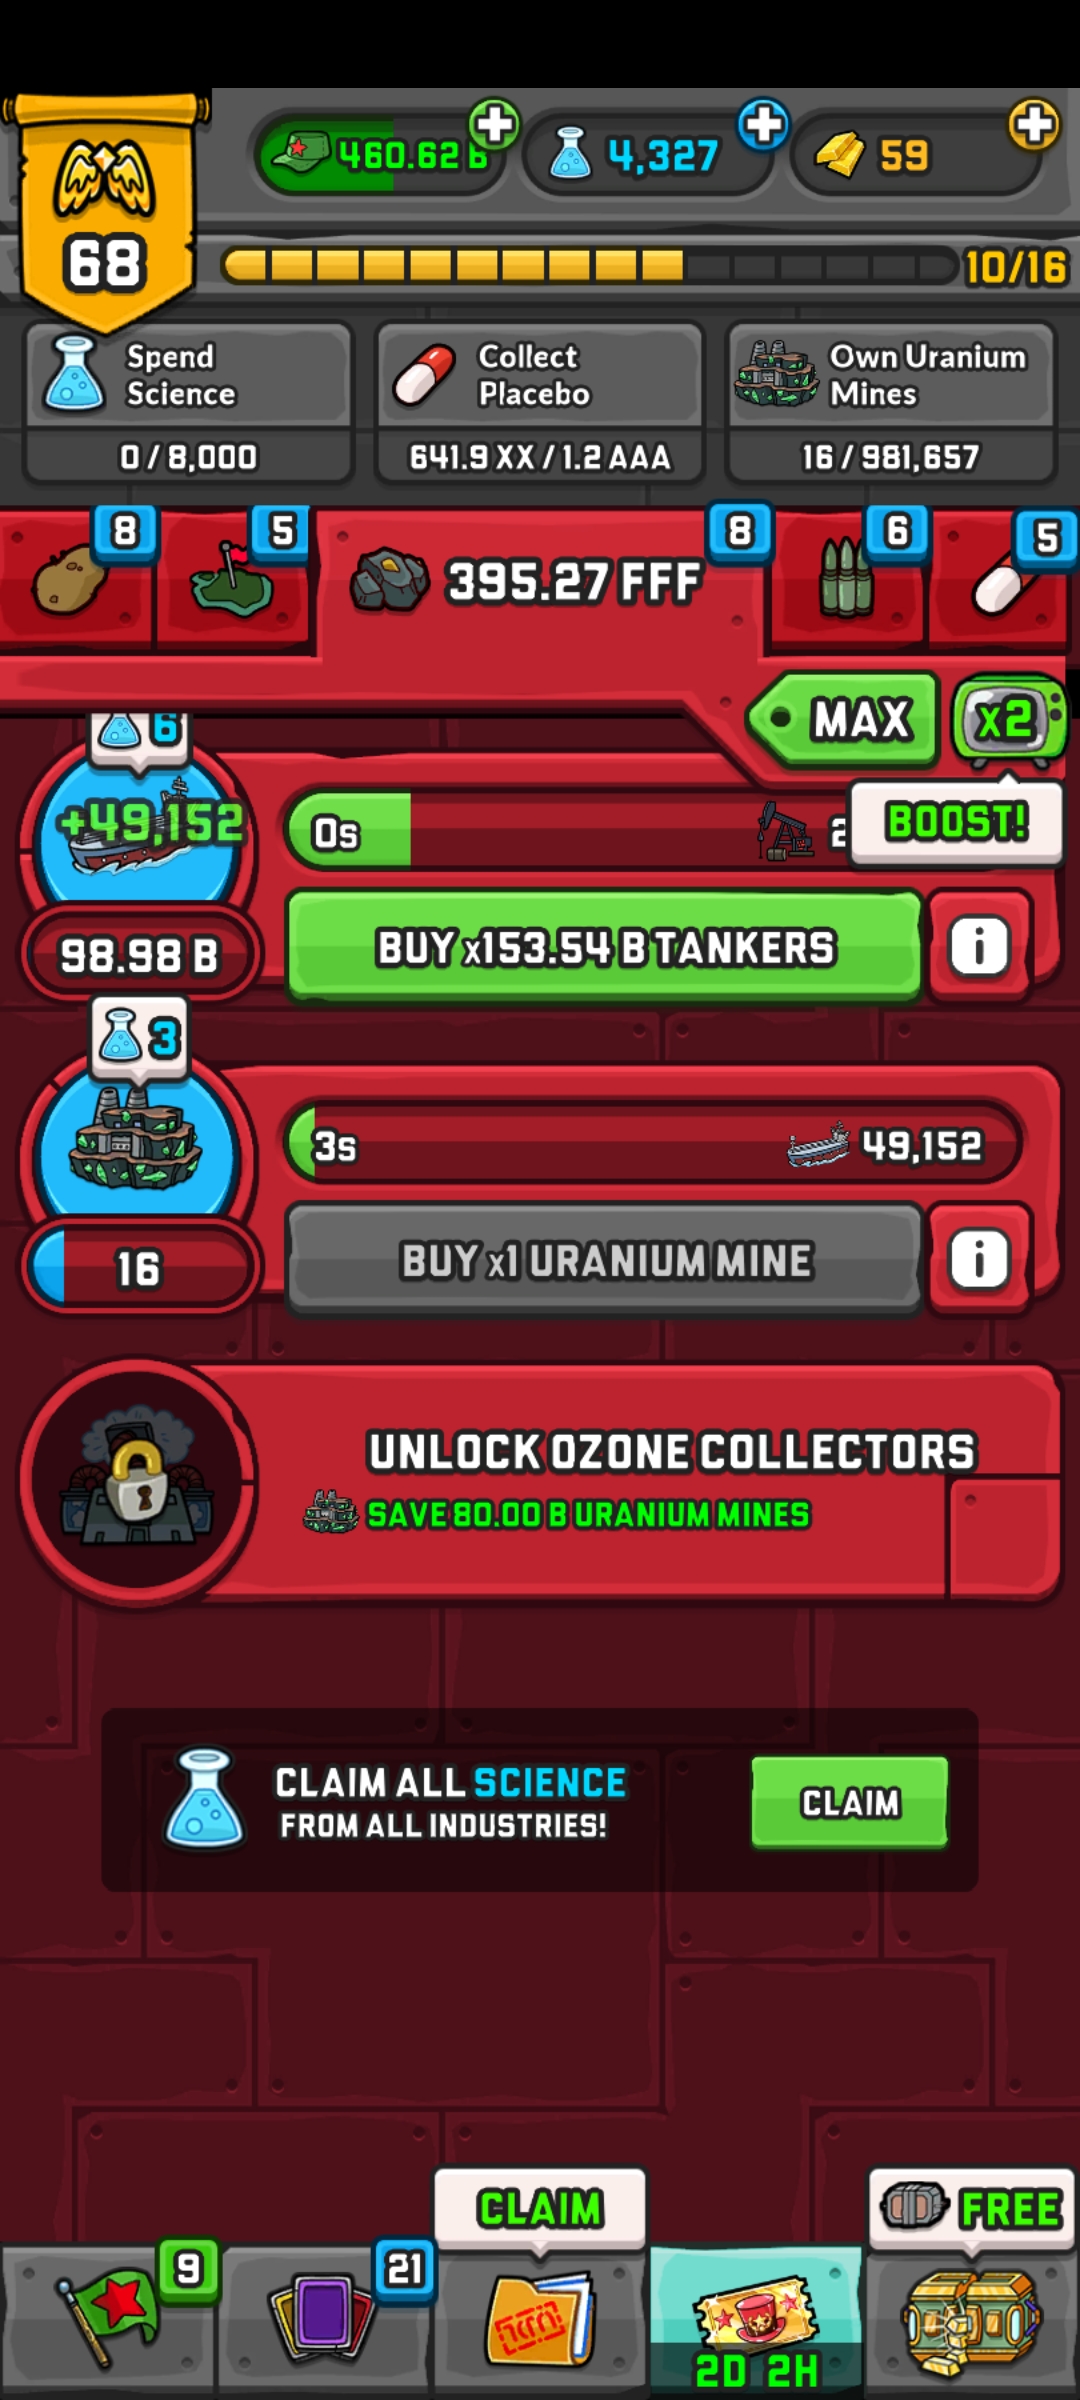 460.62 B
4,327
59
68
10/16
Spend
Science
0 / 8,000
Collect
Placebo
641.9 XX / 1.2 AAA
Own Uranium
Mines
16 / 981,657
8
5
395.27 FFF
8
6
5
MAX
x2
BOOST!
6
+49,152
0s
2
98.98 B
BUY x153.54 B TANKERS
i
3
3s
49,152
16
BUY x1 URANIUM MINE
i
UNLOCK OZONE COLLECTORS
SAVE 80.00 B URANIUM MINES
CLAIM ALL SCIENCE
FROM ALL INDUSTRIES!
CLAIM
CLAIM
FREE
9
21
2D 2H